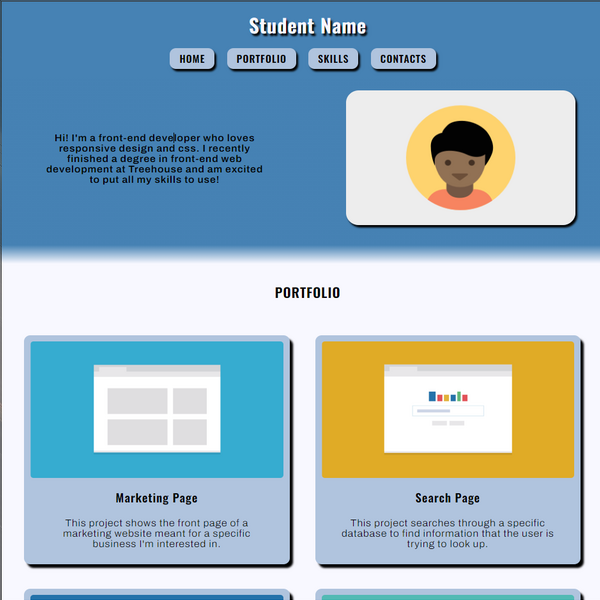 Student Name
HOME PORTFOLIO SKILLS CONTACTS
Hi! I'm a front-end developer who loves
responsive design and css. I recently
finished a degree in front-end web
development at Treehouse and am excited
to put all my skills to use!
PORTFOLIO
Marketing Page
This project shows the front page of a
marketing website meant for a specific
business I'm interested in.
Search Page
This project searches through a specific
database to find information that the user is
trying to look up.